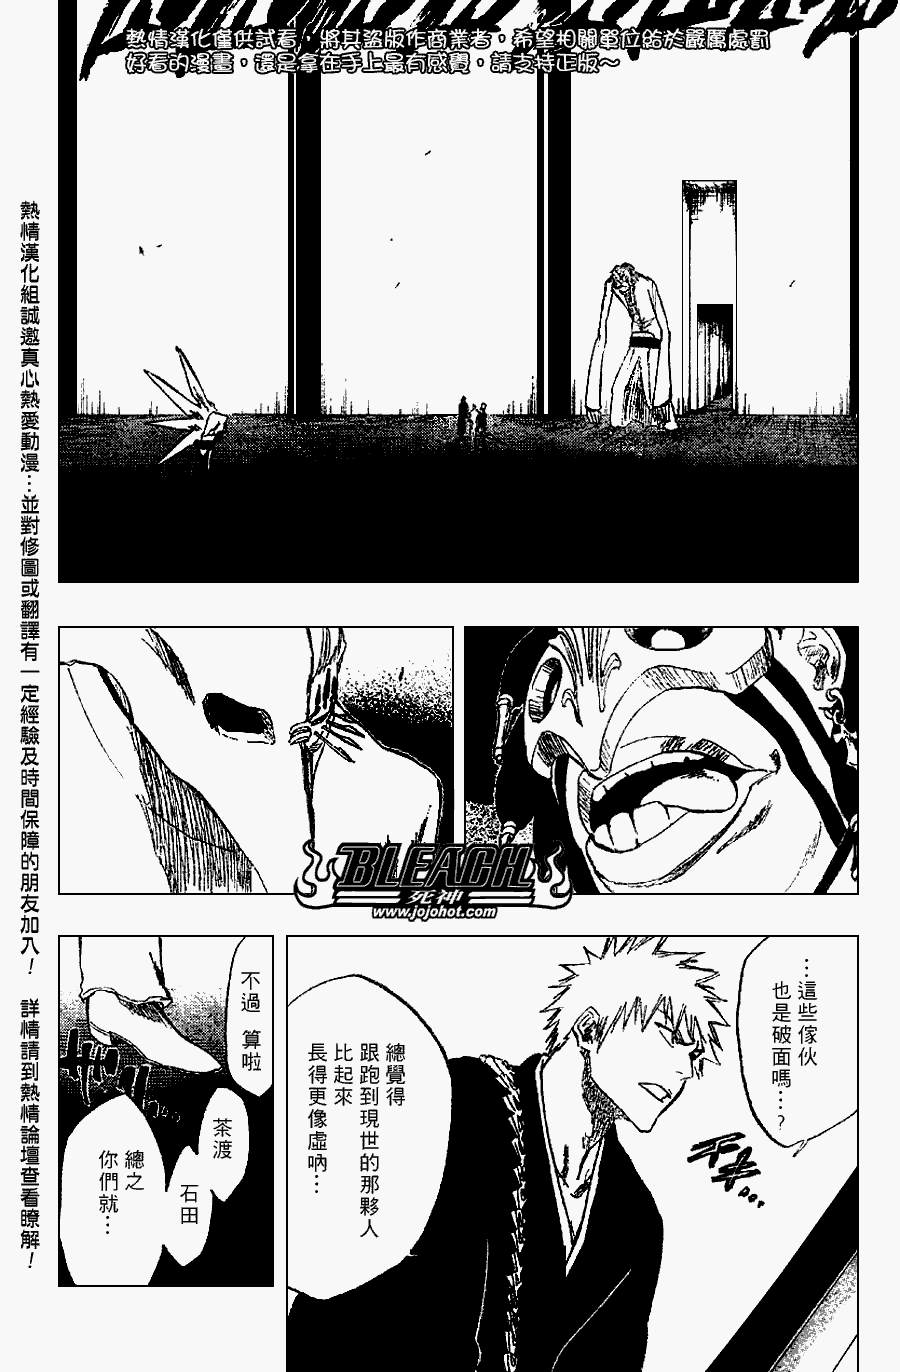 熱情漢化僅供試看，將其盜版作商業者，希望相關單位給於嚴厲處罰
好看的漫畫，還是拿在手上最有感覺，請支持正版～
熱情漢化組誠邀真心熱愛動漫…並對修圖或翻譯有一定經驗及時間保障的朋友加入！ 詳情請到熱情論壇查看瞭解！
BLEACH
死神
www.jojohot.com
…這些傢伙
也是破面嗎…?
總覺得
跟跑到現世的那夥人
比起來
長得更像虛吶…
不過 算啦
茶渡
石田
總之
你們就…